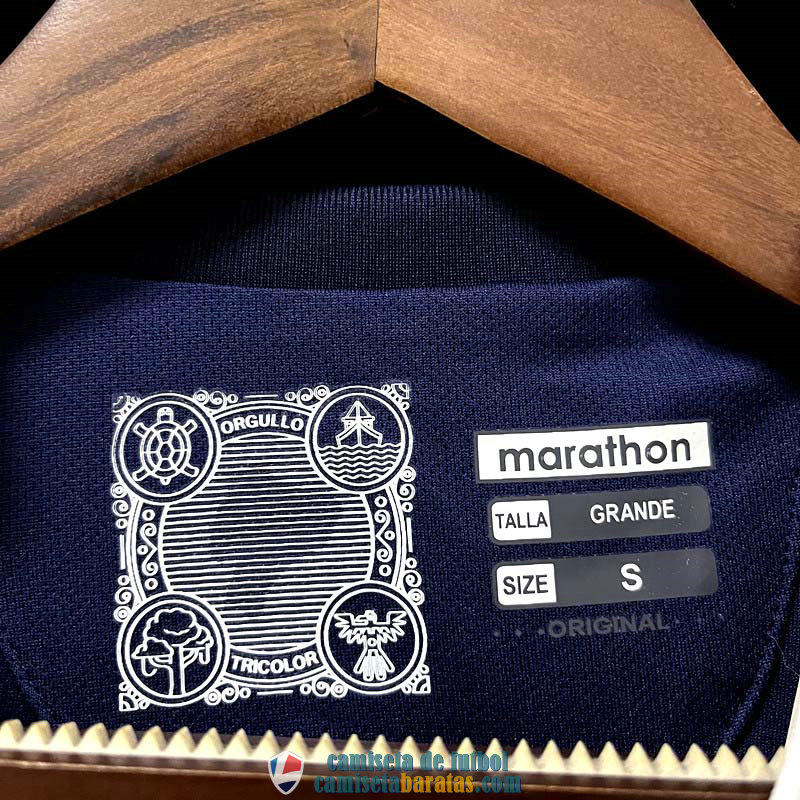 ORGULLO
TRICOLOR
marathon
TALLA GRANDE
SIZE S
ORIGINAL
camiseta de futbol
camisetabaratas.com